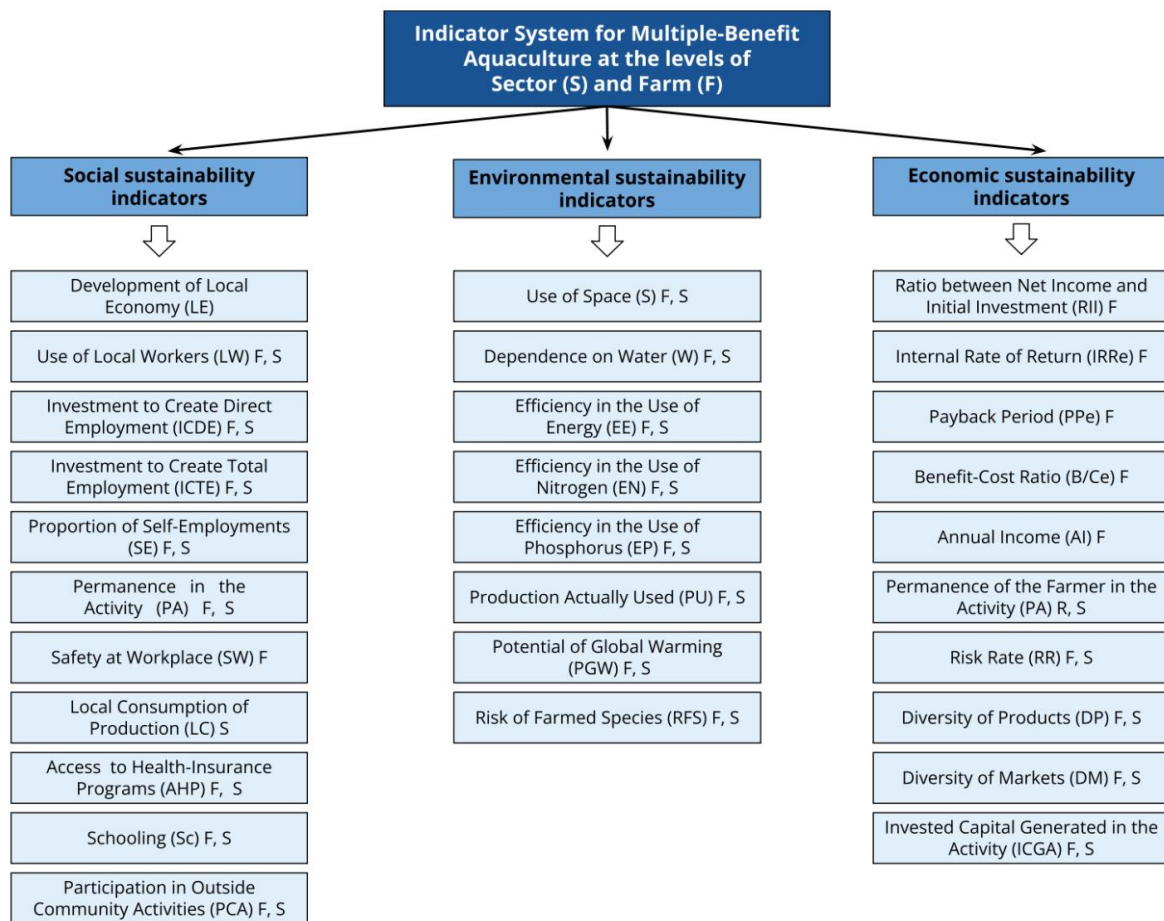 Indicator System for Multiple-Benefit
Aquaculture at the levels of
Sector (S) and Farm (F)
Social sustainability
indicators
Development of Local
Economy (LE)
Use of Local Workers (LW) F, S
Investment to Create Direct
Employment (ICDE) F, S
Investment to Create Total
Employment (ICTE) F, S
Proportion of Self-Employments
(SE) F, S
Permanence in the
Activity (PA) F, S
Safety at Workplace (SW) F
Local Consumption of
Production (LC) S
Access to Health-Insurance
Programs (AHP) F, S
Schooling (Sc) F, S
Participation in Outside
Community Activities (PCA) F, S
Environmental sustainability
indicators
Use of Space (S) F, S
Dependence on Water (W) F, S
Efficiency in the Use of
Energy (EE) F, S
Efficiency in the Use of
Nitrogen (EN) F, S
Efficiency in the Use of
Phosphorus (EP) F, S
Production Actually Used (PU) F, S
Potential of Global Warming
(PGW) F, S
Risk of Farmed Species (RFS) F, S
Economic sustainability
indicators
Ratio between Net Income and
Initial Investment (RII) F
Internal Rate of Return (IRRe) F
Payback Period (PPe) F
Benefit-Cost Ratio (B/Ce) F
Annual Income (AI) F
Permanence of the Farmer in the
Activity (PA) R, S
Risk Rate (RR) F, S
Diversity of Products (DP) F, S
Diversity of Markets (DM) F, S
Invested Capital Generated in the
Activity (ICGA) F, S